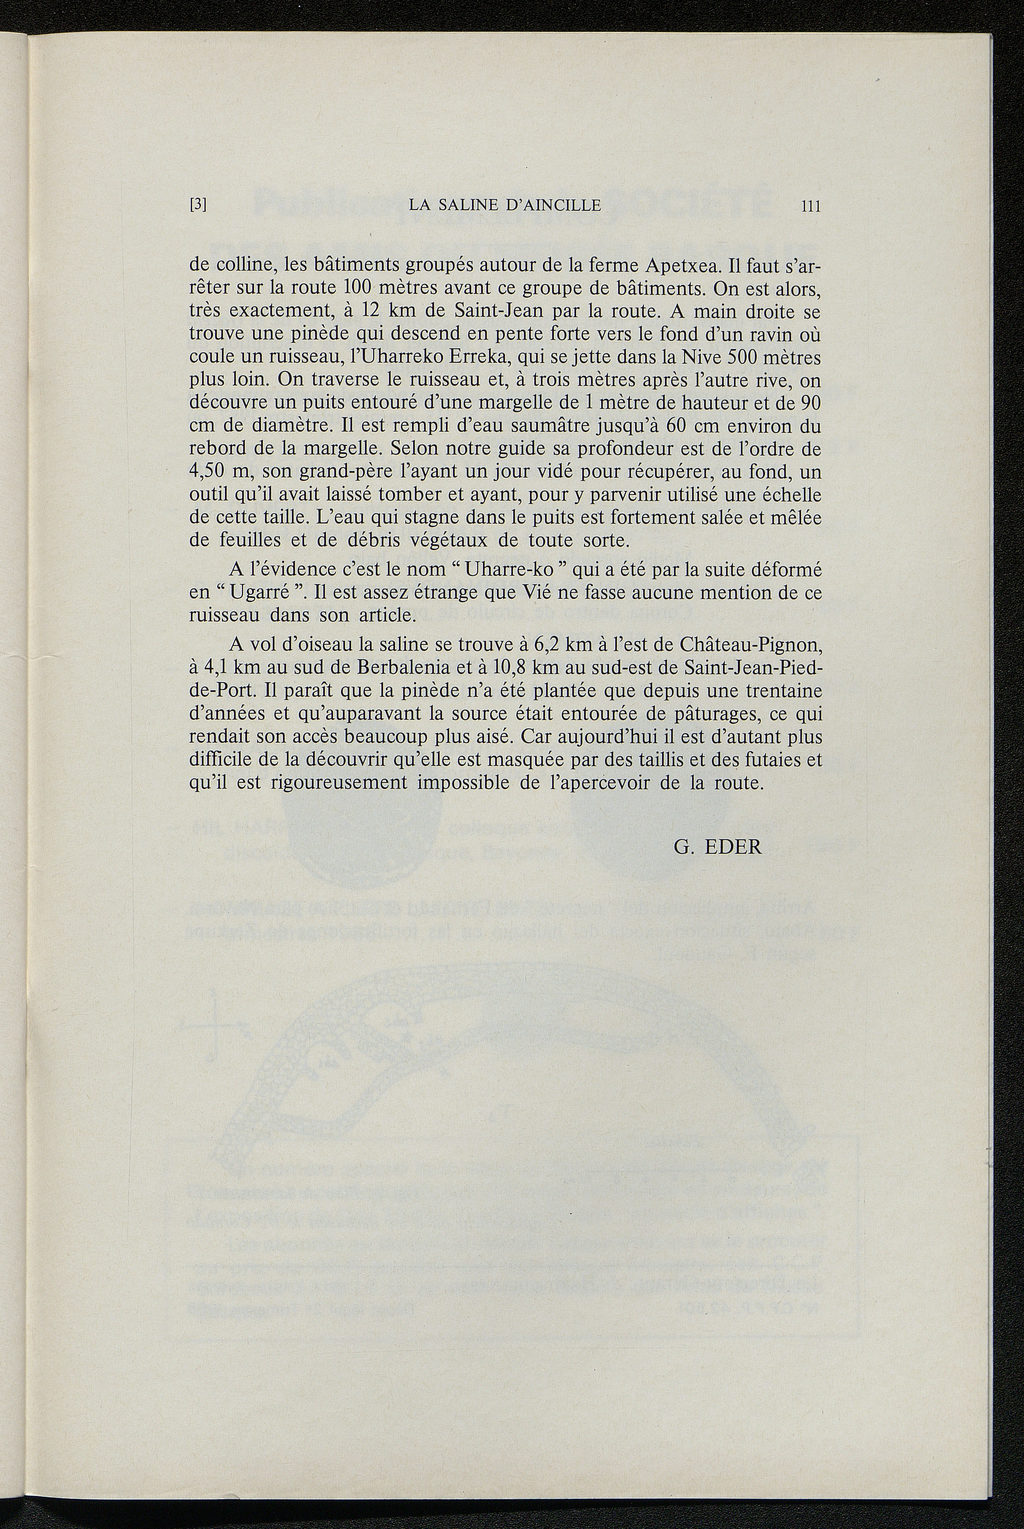 [3] LA SALINE D'AINCILLE 111
de colline, les bâtiments groupés autour de la ferme Apetxea. Il faut s'ar-
rêter sur la route 100 mètres avant ce groupe de bâtiments. On est alors,
très exactement, à 12 km de Saint-Jean par la route. A main droite se
trouve une pinède qui descend en pente forte vers le fond d'un ravin où
coule un ruisseau, l'Uharreko Erreka, qui se jette dans la Nive 500 mètres
plus loin. On traverse le ruisseau et, à trois mètres après l'autre rive, on
découvre un puits entouré d'une margelle de 1 mètre de hauteur et de 90
cm de diamètre. Il est rempli d'eau saumâtre jusqu'à 60 cm environ du
rebord de la margelle. Selon notre guide sa profondeur est de l'ordre de
4,50 m, son grand-père l'ayant un jour vidé pour récupérer, au fond, un
outil qu'il avait laissé tomber et ayant, pour y parvenir utilisé une échelle
de cette taille. L'eau qui stagne dans le puits est fortement salée et mêlée
de feuilles et de débris végétaux de toute sorte.
A l'évidence c'est le nom “ Uharre-ko ” qui a été par la suite déformé
en “ Ugarré ”. Il est assez étrange que Vié ne fasse aucune mention de ce
ruisseau dans son article.
A vol d'oiseau la saline se trouve à 6,2 km à l'est de Château-Pignon,
à 4,1 km au sud de Berbalenia et à 10,8 km au sud-est de Saint-Jean-Pied-
de-Port. Il paraît que la pinède n'a été plantée que depuis une trentaine
d'années et qu'auparavant la source était entourée de pâturages, ce qui
rendait son accès beaucoup plus aisé. Car aujourd'hui il est d'autant plus
difficile de la découvrir qu'elle est masquée par des taillis et des futaies et
qu'il est rigoureusement impossible de l'apercevoir de la route.
G. EDER